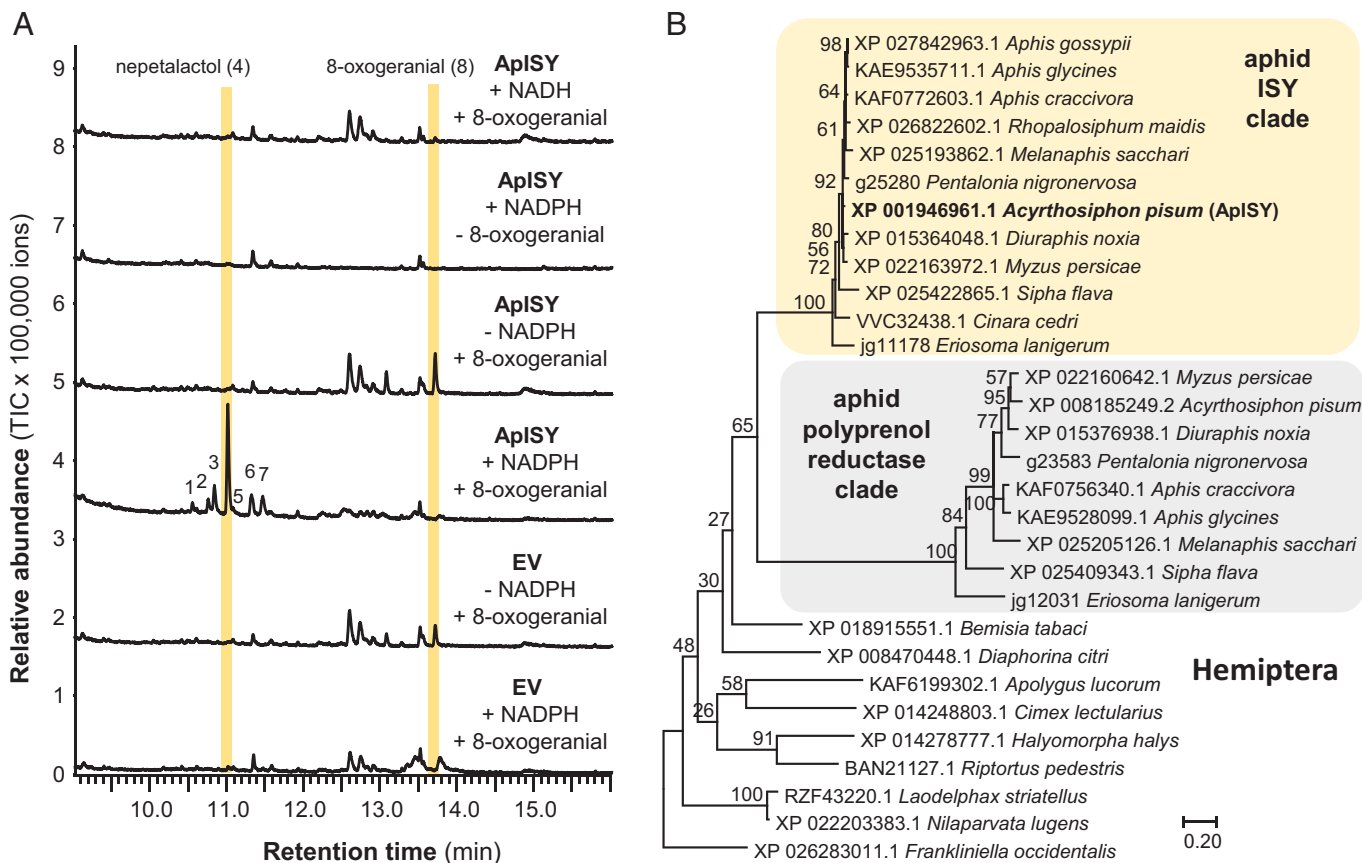 A
nepetalactol (4)
8-oxogeranial (8)
ApISY
+ NADH
+ 8-oxogeranial
ApISY
+ NADPH
- 8-oxogeranial
ApISY
- NADPH
+ 8-oxogeranial
ApISY
+ NADPH
+ 8-oxogeranial
EV
- NADPH
+ 8-oxogeranial
EV
+ NADPH
+ 8-oxogeranial
1 2 3 5 6 7
9
8
7
6
5
4
3
2
1
0
Relative abundance (TIC x 100,000 ions)
10.0 11.0 12.0 13.0 14.0 15.0
Retention time (min)
B
aphid
ISY
clade
98 XP 027842963.1 Aphis gossypii
KAE9535711.1 Aphis glycines
64 KAF0772603.1 Aphis craccivora
61 XP 026822602.1 Rhopalosiphum maidis
XP 025193862.1 Melanaphis sacchari
92 g25280 Pentalonia nigronervosa
XP 001946961.1 Acyrthosiphon pisum (ApISY)
80 XP 015364048.1 Diuraphis noxia
56
72 XP 022163972.1 Myzus persicae
XP 025422865.1 Sipha flava
100 VVC32438.1 Cinara cedri
jg11178 Eriosoma lanigerum
aphid
polyprenol
reductase
clade
57 XP 022160642.1 Myzus persicae
95 XP 008185249.2 Acyrthosiphon pisum
77 XP 015376938.1 Diuraphis noxia
g23583 Pentalonia nigronervosa
99 KAF0756340.1 Aphis craccivora
100 KAE9528099.1 Aphis glycines
84 XP 025205126.1 Melanaphis sacchari
100 XP 025409343.1 Sipha flava
jg12031 Eriosoma lanigerum
65
27
30
48
XP 018915551.1 Bemisia tabaci
XP 008470448.1 Diaphorina citri
Hemiptera
58 KAF6199302.1 Apolygus lucorum
26 XP 014248803.1 Cimex lectularius
91 XP 014278777.1 Halyomorpha halys
BAN21127.1 Riptortus pedestris
100 RZF43220.1 Laodelphax striatellus
XP 022203383.1 Nilaparvata lugens
XP 026283011.1 Frankliniella occidentalis
0.20